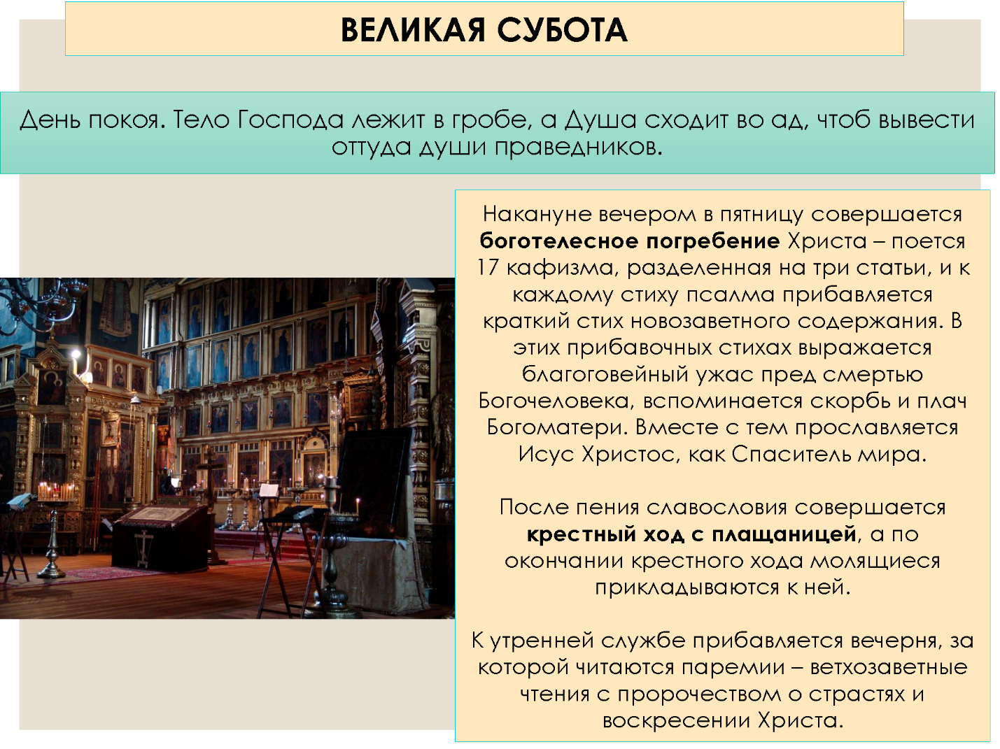 ВЕЛИКАЯ СУБОТА
День покоя. Тело Господа лежит в гробе, а Душа сходит во ад, чтоб вывести
оттуда души праведников.
Накануне вечером в пятницу совершается
боготелесное погребение Христа – поется
17 кафизма, разделенная на три статьи, и к
каждому стиху псалма прибавляется
краткий стих новозаветного содержания. В
этих прибавочных стихах выражается
благоговейный ужас пред смертью
Богочеловека, вспоминается скорбь и плач
Богоматери. Вместе с тем прославляется
Исус Христос, как Спаситель мира.
После пения славословия совершается
крестный ход с плащаницей, а по
окончании крестного хода молящиеся
прикладываются к ней.
К утренней службе прибавляется вечерня, за
которой читаются паремии – ветхозаветные
чтения с пророчеством о страстях и
воскресении Христа.